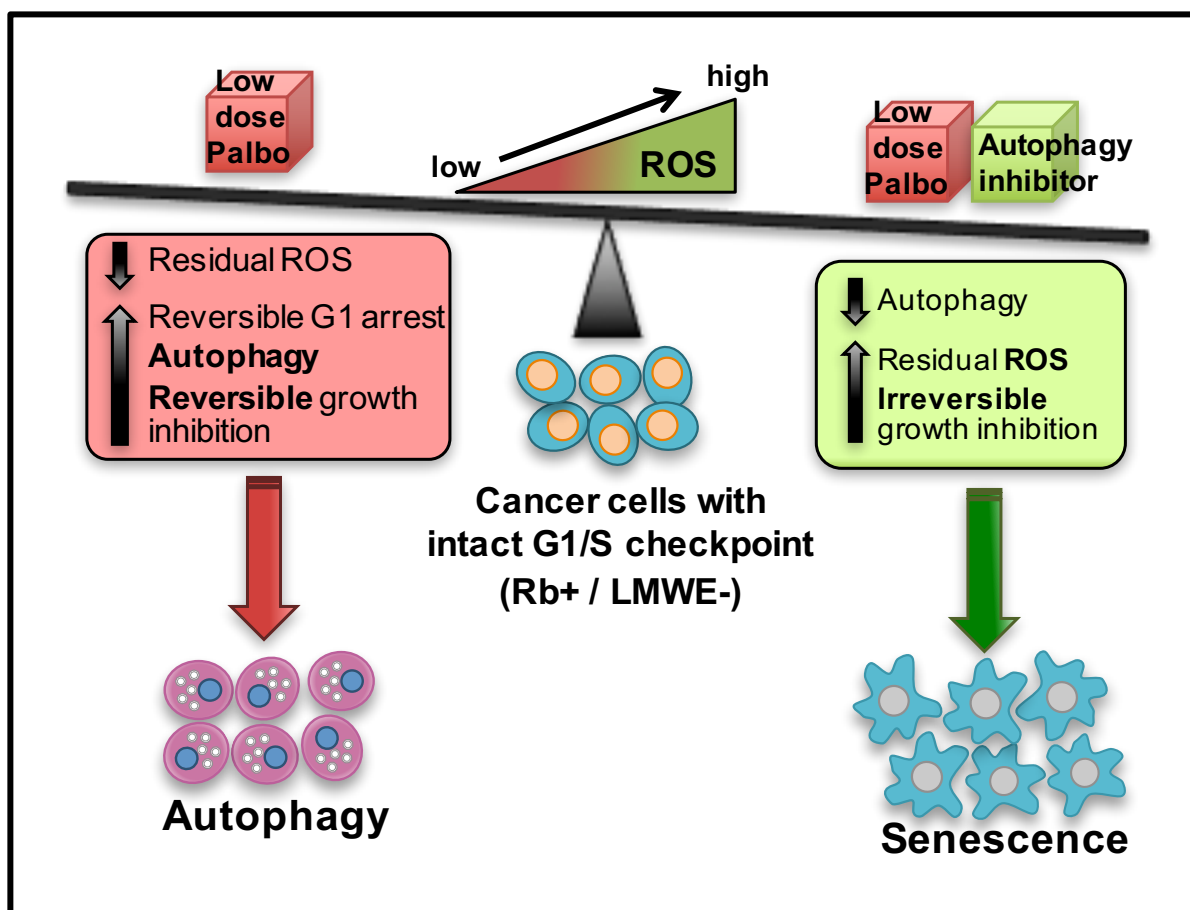 Low
dose
Palbo
low
high
ROS
Low
dose
Palbo
Autophagy
inhibitor
Residual ROS
Reversible G1 arrest
Autophagy
Reversible growth
inhibition
Cancer cells with
intact G1/S checkpoint
(Rb+ / LMWE-)
Autophagy
Residual ROS
Irreversible
growth inhibition
Autophagy
Senescence